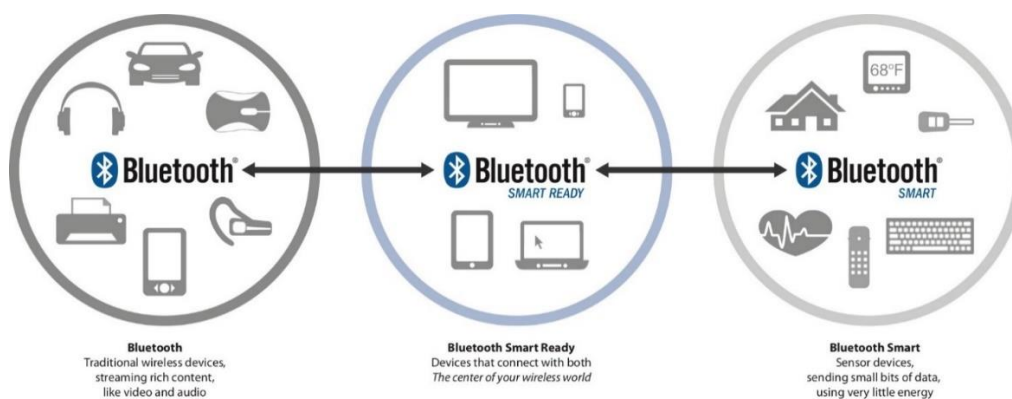 68°F
Bluetooth®
Bluetooth®
SMART READY
Bluetooth®
SMART
Bluetooth
Traditional wireless devices,
streaming rich content,
like video and audio
Bluetooth Smart Ready
Devices that connect with both
The center of your wireless world
Bluetooth Smart
Sensor devices,
sending small bits of data,
using very little energy